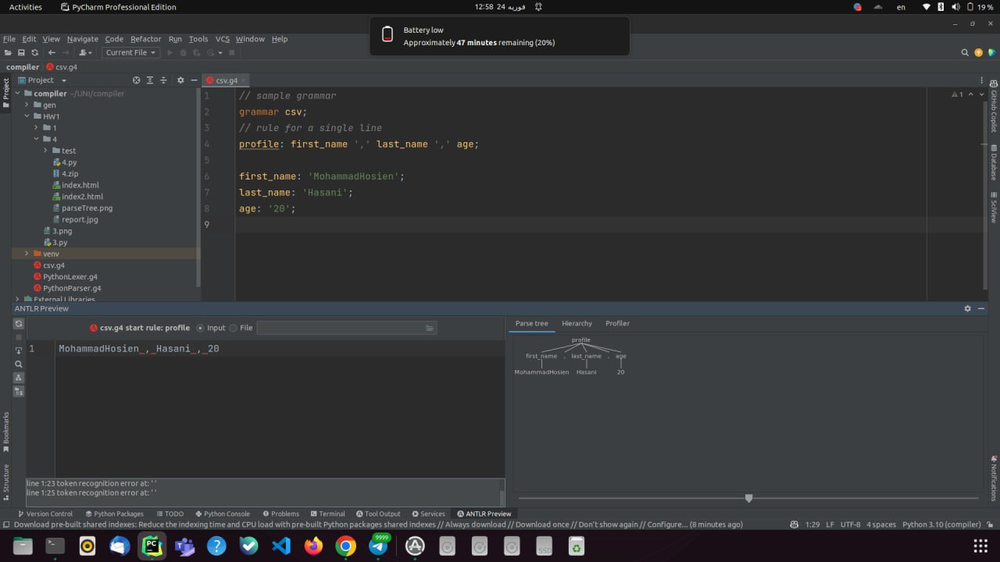 Activities PyCharm Professional Edition 12:58 24 فوریه en 19 %
Battery low
Approximately 47 minutes remaining (20%)
File Edit View Navigate Code Refactor Run Tools VCS Window Help
Current File
compiler csv.g4
Project csv.g4
Project
compiler ~/UNI/compiler
gen
HW1
1
4
test
4.py
4.zip
index.html
index2.html
parseTree.png
report.jpg
3.png
3.py
venv
csv.g4
PythonLexer.g4
PythonParser.g4
External Libraries
1 // sample grammar
2 grammar csv;
3 // rule for a single line
4 profile: first_name ',' last_name ',' age;
5
6 first_name: 'MohammadHosien';
7 last_name: 'Hasani';
8 age: '20';
9
1
GitHub Copilot
Database
SciView
Notifications
ANTLR Preview
csv.g4 start rule: profile Input File
1 MohammadHosien , Hasani , 20
line 1:23 token recognition error at: ' '
line 1:25 token recognition error at: ' '
Parse tree Hierarchy Profiler
profile
first_name , last_name , age
MohammadHosien Hasani 20
Bookmarks
Structure
Version Control Python Packages TODO Python Console Problems Terminal Tool Output Services ANTLR Preview
Download pre-built shared indexes: Reduce the indexing time and CPU load with pre-built Python packages shared indexes // Always download // Download once // Don't show again // Configure... (8 minutes ago) 1:29 LF UTF-8 4 spaces Python 3.10 (compiler)
PC
9999
SSD